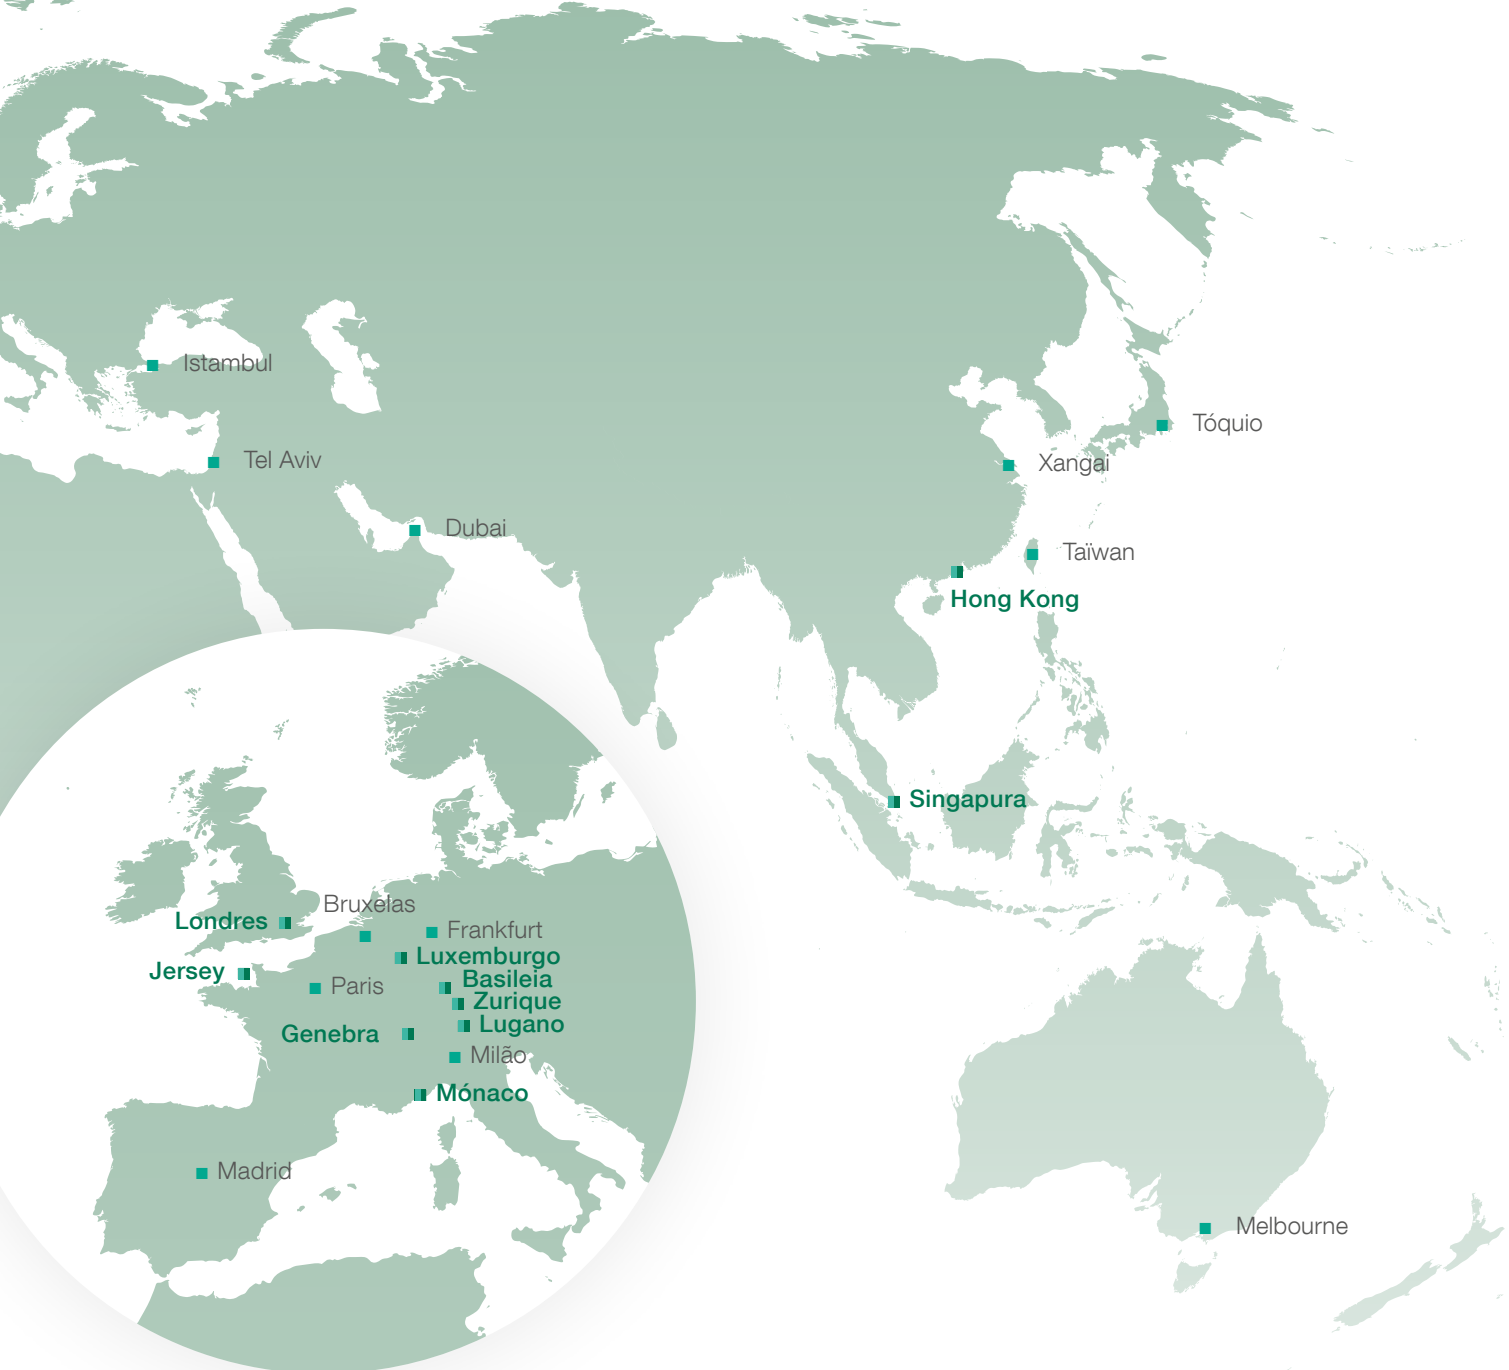 Istambul
Tóquio
Tel Aviv
Xangai
Dubai
Taïwan
Hong Kong
Singapura
Bruxelas
Londres
Frankfurt
Luxemburgo
Jersey
Basileia
Paris
Zurique
Lugano
Genebra
Milão
Mónaco
Madrid
Melbourne